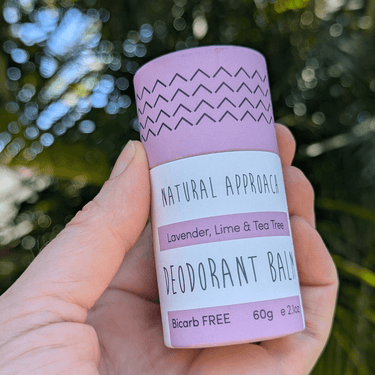 NATURAL APPROACH
Lavender, Lime & Tea Tree
DEODORANT BALM
Bicarb FREE 60g e 2.1oz